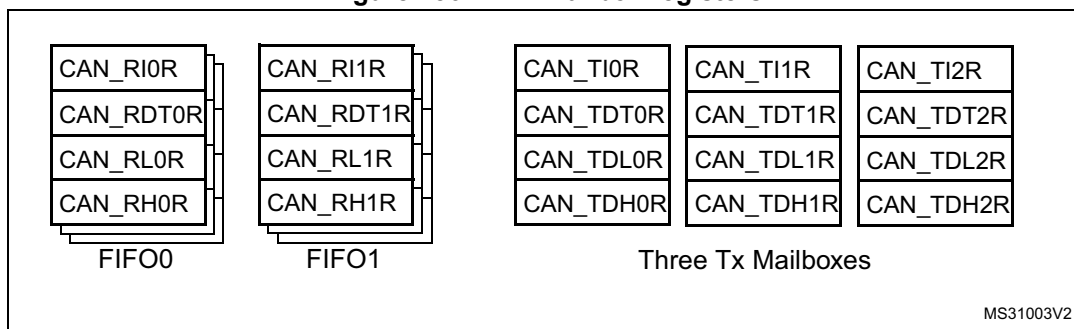 CAN_RI0R
CAN_RDT0R
CAN_RL0R
CAN_RH0R
FIFO0
CAN_RI1R
CAN_RDT1R
CAN_RL1R
CAN_RH1R
FIFO1
CAN_TI0R
CAN_TDT0R
CAN_TDL0R
CAN_TDH0R
CAN_TI1R
CAN_TDT1R
CAN_TDL1R
CAN_TDH1R
CAN_TI2R
CAN_TDT2R
CAN_TDL2R
CAN_TDH2R
Three Tx Mailboxes
MS31003V2